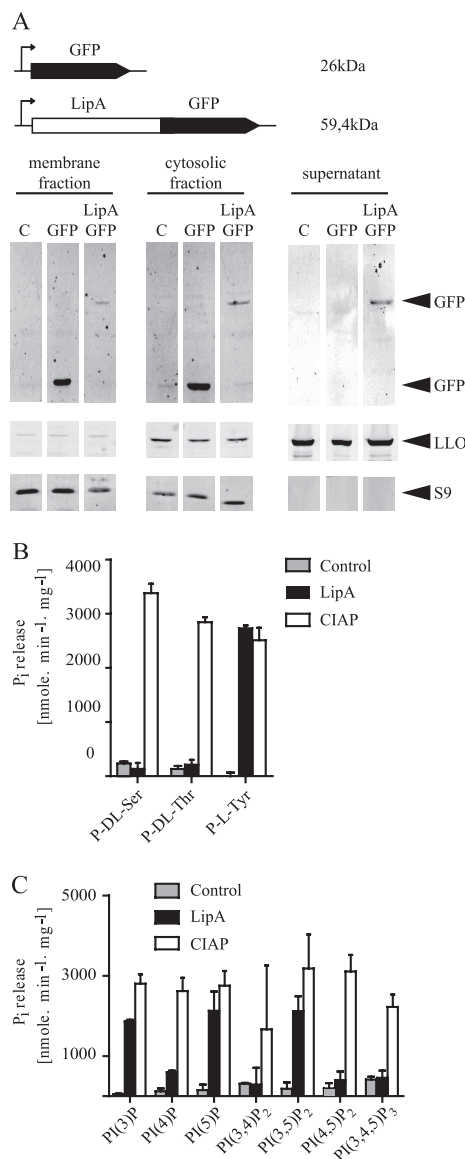 A
GFP
26kDa
LipA GFP
59,4kDa
membrane fraction
cytosolic fraction
supernatant
C GFP LipA GFP
C GFP LipA GFP
C GFP LipA GFP
GFP
GFP
LLO
S9
B
4000
3000
2000
1000
0
Pi release
[nmole. min-l. mg-l]
Control
LipA
CIAP
P-DL-Ser
P-DL-Thr
P-L-Tyr
C
5000
3000
1000
Pi release
[nmole. min-l. mg-l]
Control
LipA
CIAP
PI(3)P
PI(4)P
PI(5)P
PI(3,4)P2
PI(3,5)P2
PI(4,5)P2
PI(3,4,5)P3